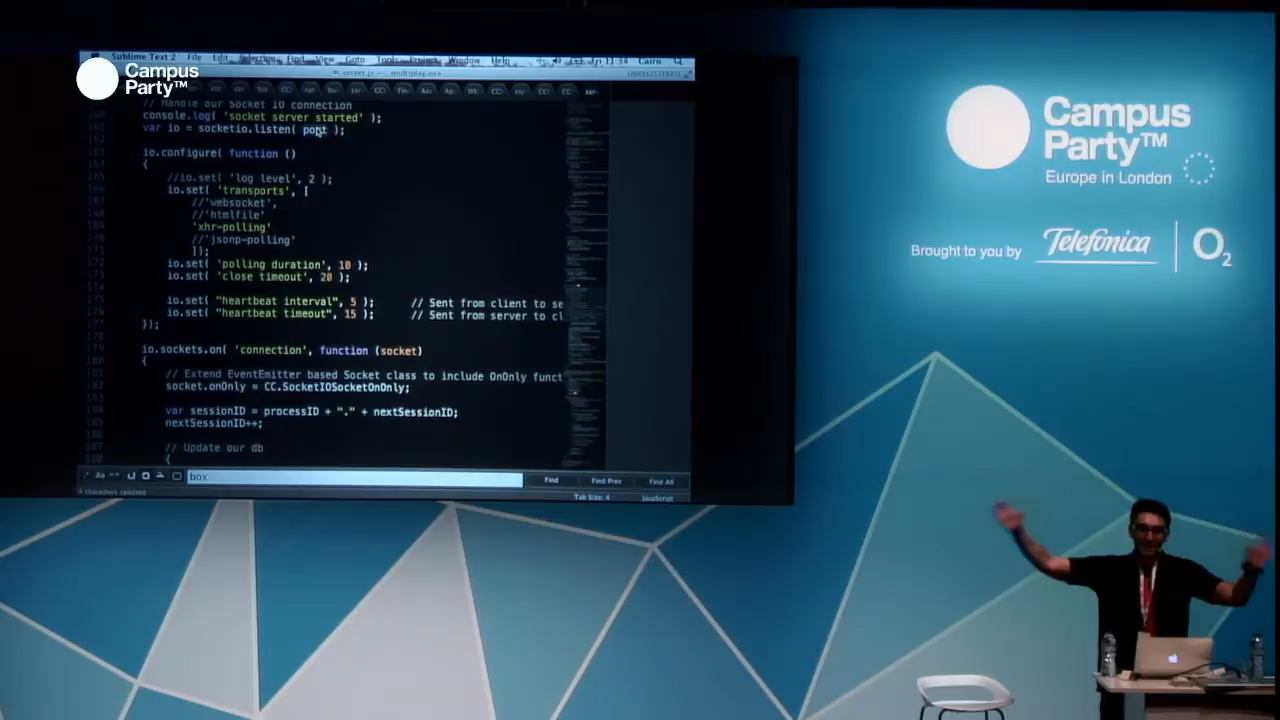 Sublime Text 2 File Edit Selection Find View Goto Tools Project Window Help
Campus
Party™
// Handle our Socket IO connection
console.log( 'socket server started' );
var io = socketio.listen( port );
io.configure( function ()
{
//io.set( 'log level', 2 );
io.set( 'transports', [
//'websocket',
//'htmlfile'
'xhr-polling'
//'jsonp-polling'
]);
io.set( 'polling duration', 10 );
io.set( 'close timeout', 20 );
io.set( "heartbeat interval", 5 ); // Sent from client to se
io.set( "heartbeat timeout", 15 ); // Sent from server to cl
});
io.sockets.on( 'connection', function (socket)
{
// Extend EventEmitter based Socket class to include OnOnly funct
socket.onOnly = CC.SocketIOSocketOnOnly;
var sessionID = processID + "." + nextSessionID;
nextSessionID++;
// Update our db
{
box Find Find Prev Find All
4 characters selected Tab Size: 4 JavaScript
Campus
Party™
Europe in London
Brought to you by Telefónica O2